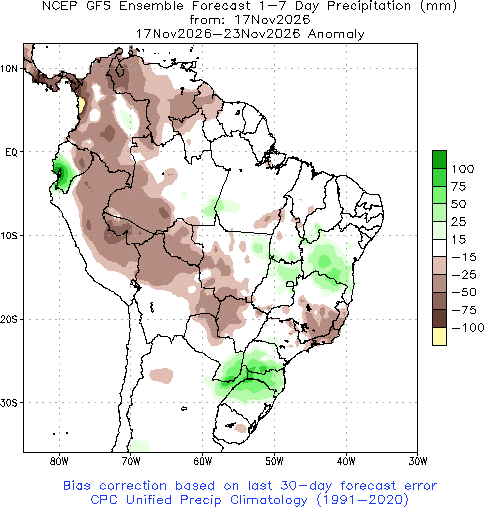 NCEP GFS Ensemble Forecast 1−7 Day Precipitation (mm)
from: 17Nov2026
17Nov2026−23Nov2026 Anomaly
10N
EQ
10S
20S
30S
80W 70W 60W 50W 40W 30W
100
75
50
25
15
−15
−25
−50
−75
−100
Bias correction based on last 30−day forecast error
CPC Unified Precip Climatology (1991−2020)